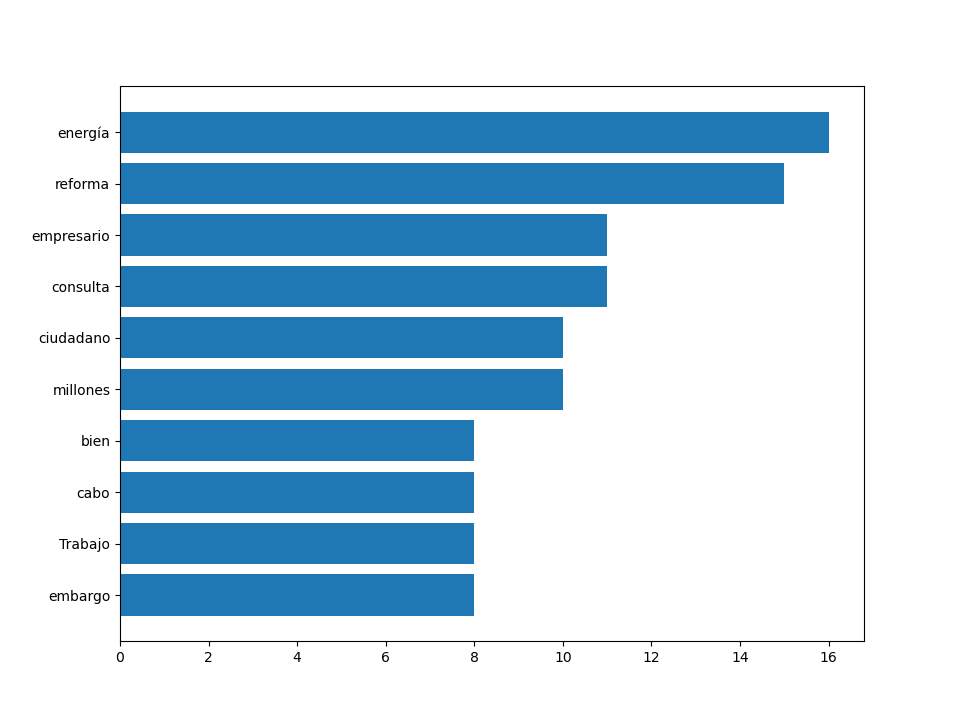 energía
reforma
empresario
consulta
ciudadano
millones
bien
cabo
Trabajo
embargo
0 2 4 6 8 10 12 14 16